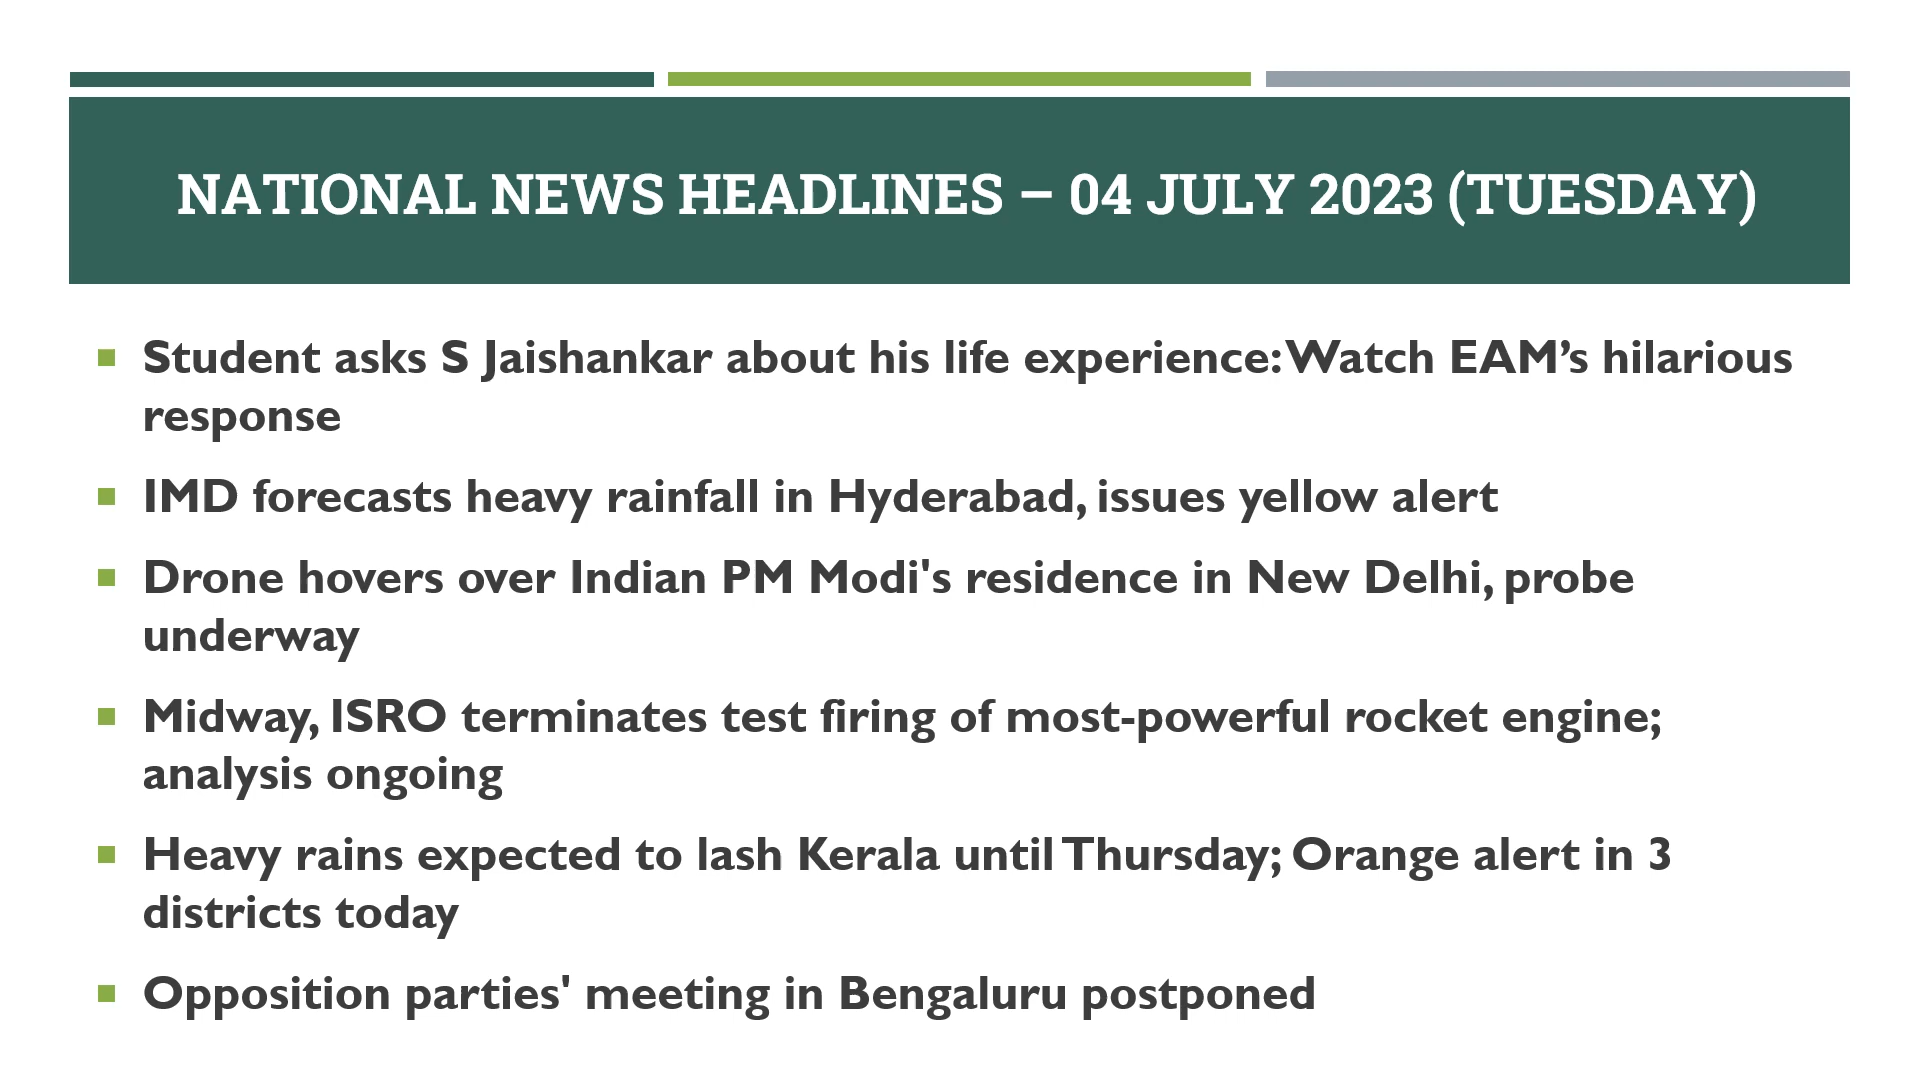 NATIONAL NEWS HEADLINES – 04 JULY 2023 (TUESDAY)
Student asks S Jaishankar about his life experience: Watch EAM’s hilarious
response
IMD forecasts heavy rainfall in Hyderabad, issues yellow alert
Drone hovers over Indian PM Modi's residence in New Delhi, probe
underway
Midway, ISRO terminates test firing of most-powerful rocket engine;
analysis ongoing
Heavy rains expected to lash Kerala until Thursday; Orange alert in 3
districts today
Opposition parties' meeting in Bengaluru postponed